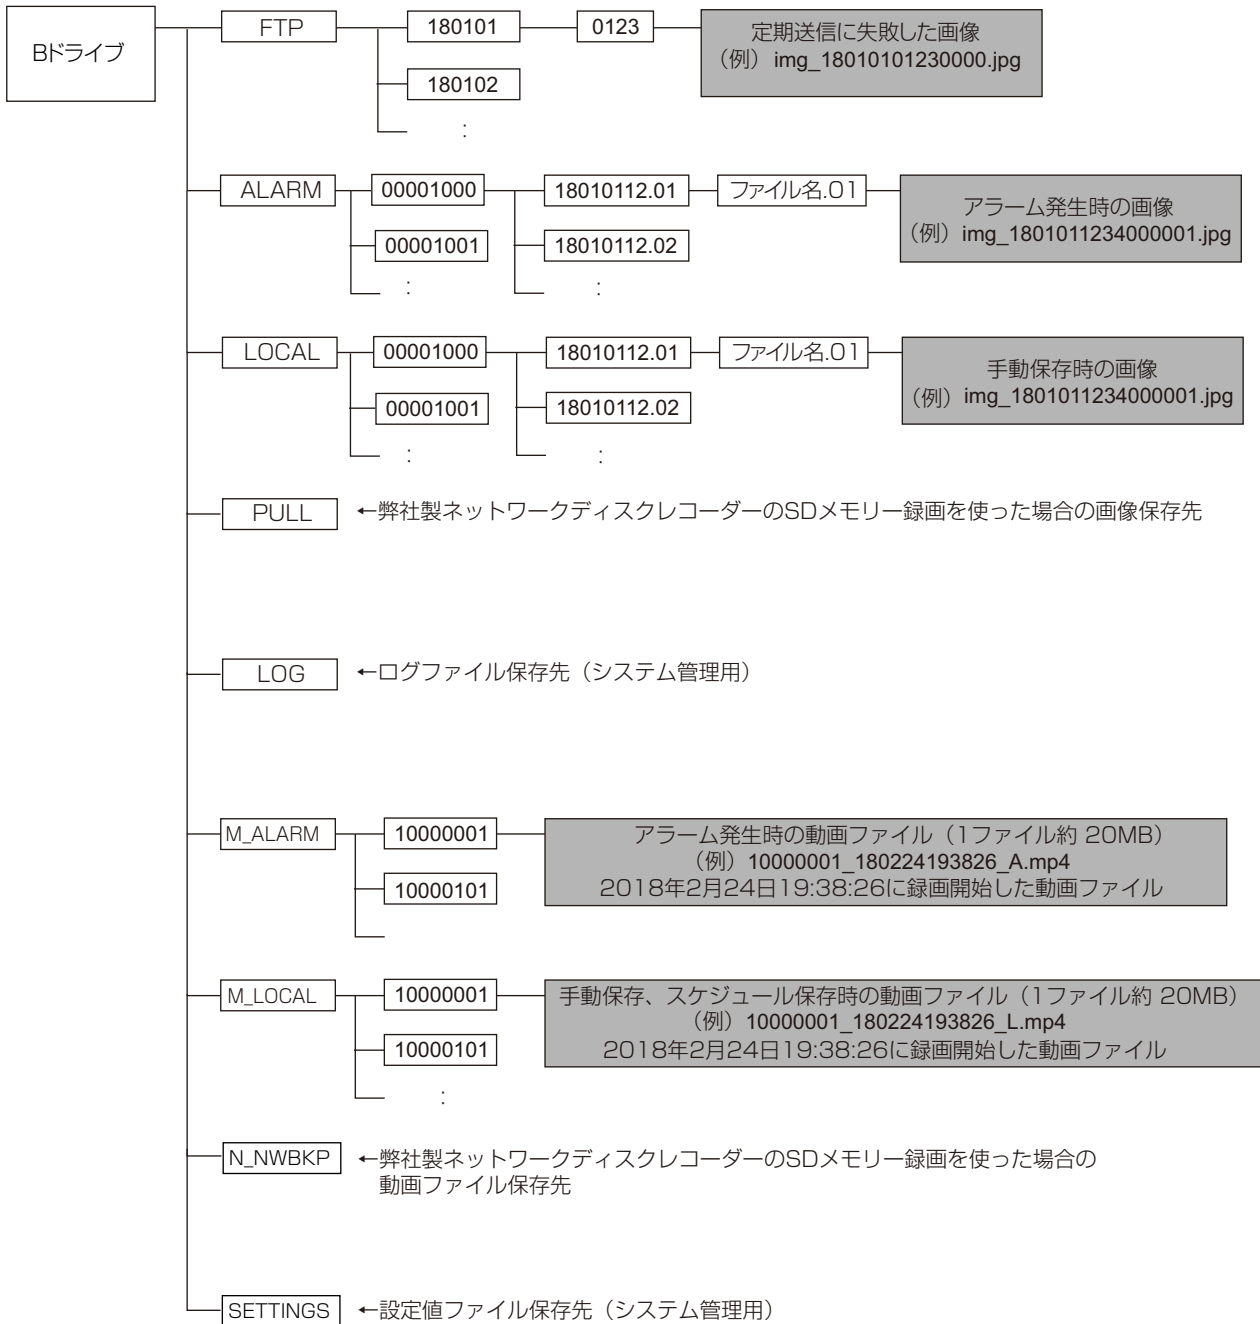 Bドライブ
FTP
180101
0123
定期送信に失敗した画像
（例）img_18010101230000.jpg
180102
:
ALARM
00001000
18010112.01
ファイル名.01
アラーム発生時の画像
（例）img_1801011234000001.jpg
00001001
18010112.02
:
:
LOCAL
00001000
18010112.01
ファイル名.01
手動保存時の画像
（例）img_1801011234000001.jpg
00001001
18010112.02
:
:
PULL
←弊社製ネットワークディスクレコーダーのSDメモリー録画を使った場合の画像保存先
LOG
←ログファイル保存先（システム管理用）
M_ALARM
10000001
アラーム発生時の動画ファイル（1ファイル約 20MB）
（例）10000001_180224193826_A.mp4
2018年2月24日19:38:26に録画開始した動画ファイル
10000101
M_LOCAL
10000001
手動保存、スケジュール保存時の動画ファイル（1ファイル約 20MB）
（例）10000001_180224193826_L.mp4
2018年2月24日19:38:26に録画開始した動画ファイル
10000101
:
N_NWBKP
←弊社製ネットワークディスクレコーダーのSDメモリー録画を使った場合の
動画ファイル保存先
SETTINGS
←設定値ファイル保存先（システム管理用）